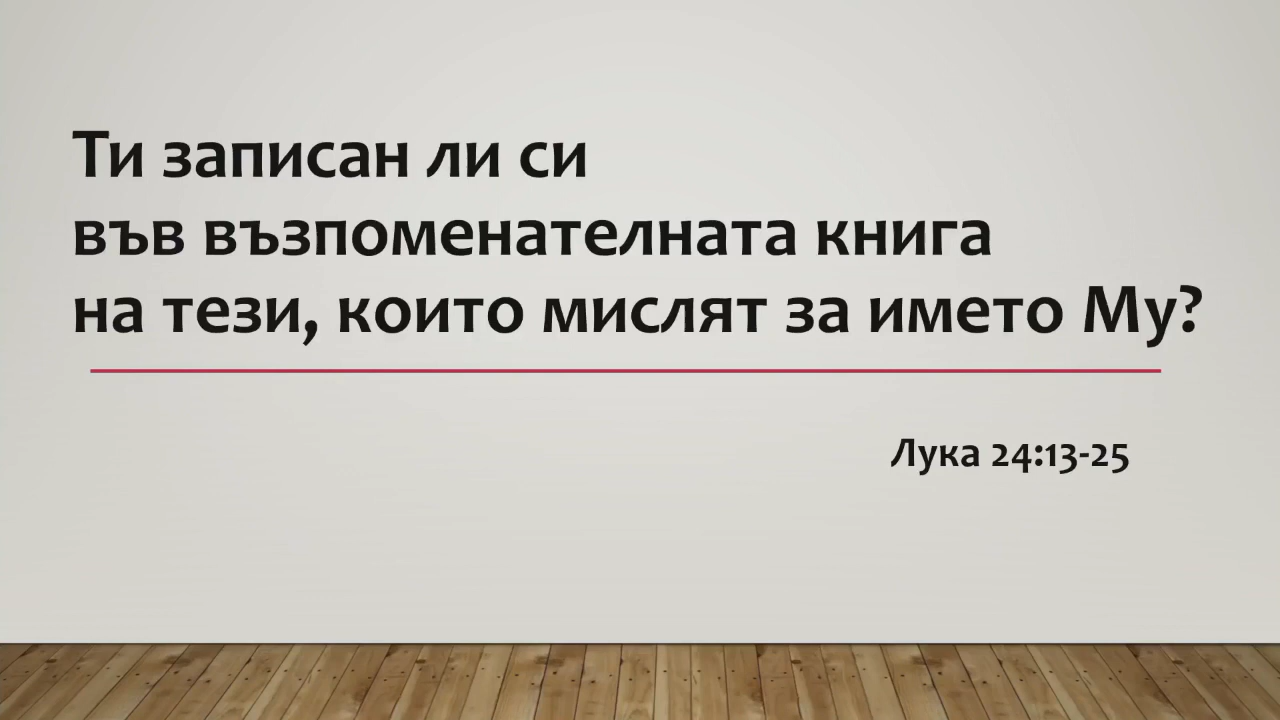 Ти записан ли си
във възпоменателната книга
на тези, които мислят за името Му?
Лука 24:13-25